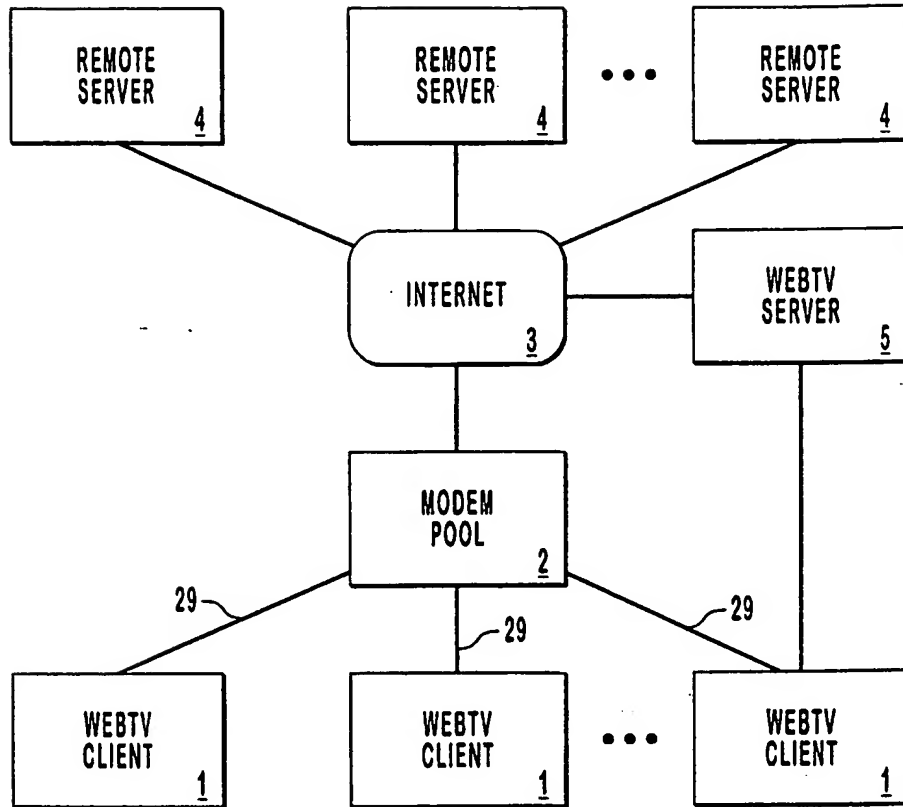 REMOTE
SERVER
4
REMOTE
SERVER
4
REMOTE
SERVER
4
INTERNET
3
WEBTV
SERVER
5
MODEM
POOL
2
29
29
29
WEBTV
CLIENT
1
WEBTV
CLIENT
1
WEBTV
CLIENT
1